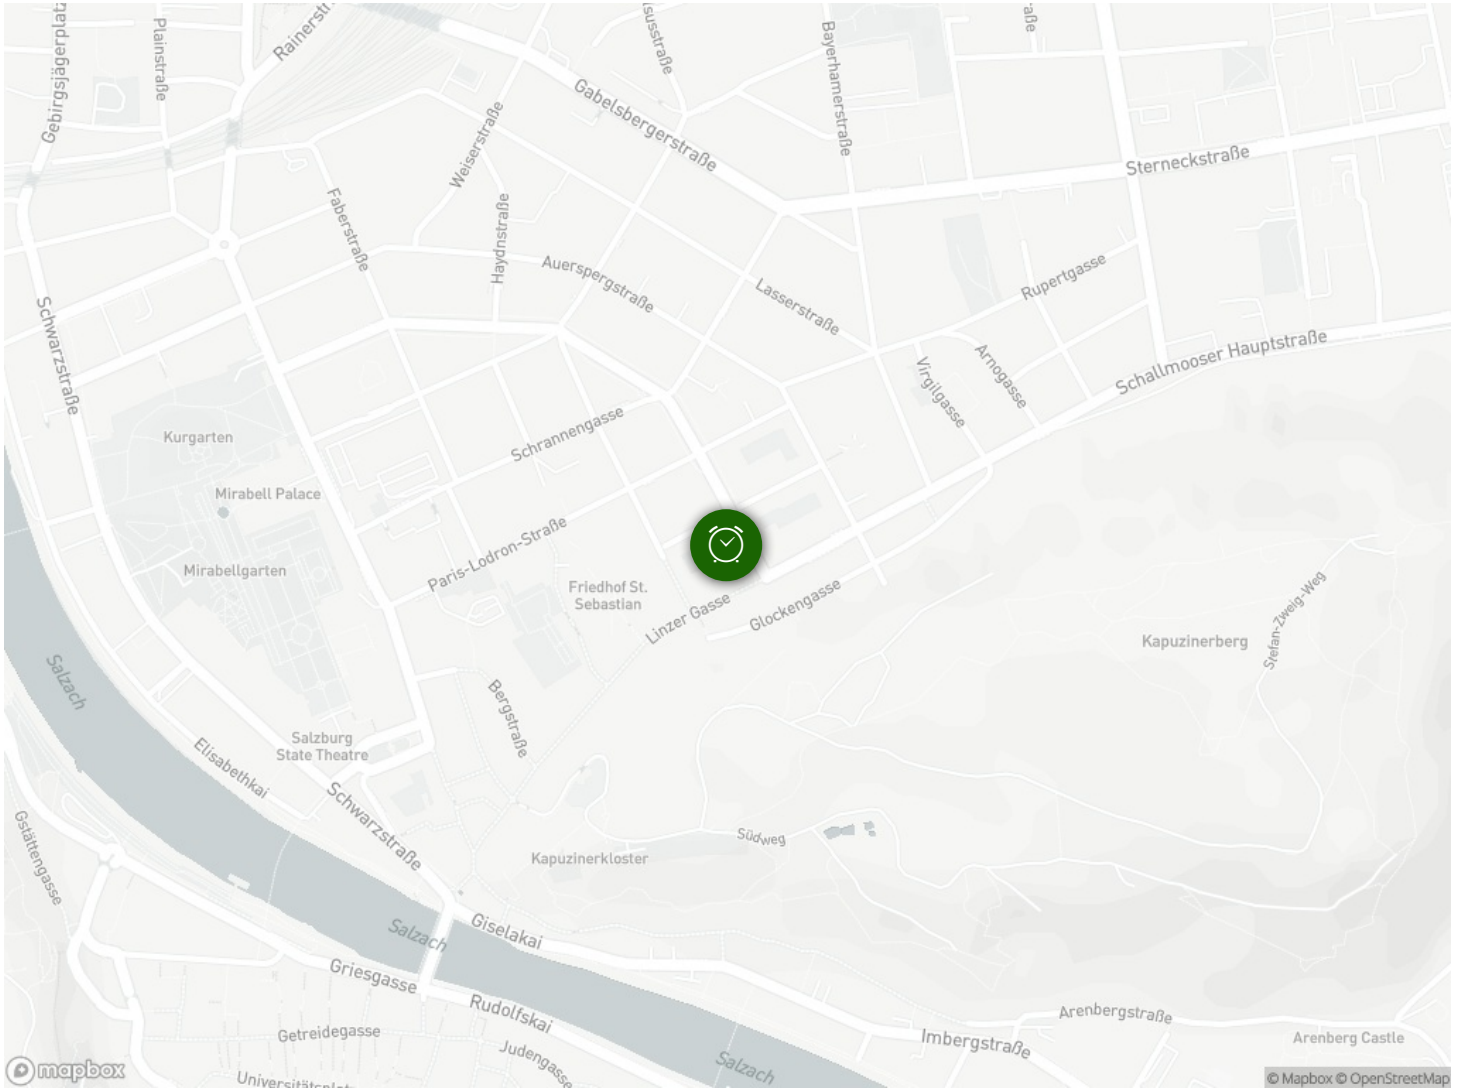 Gebirgsjägerplatz
Plainstraße
Rainerstr
Bayerhamerstraße
raße
Gabelsbergerstraße
Weiserstraße
Sterneckstraße
Faberstraße
Haydnstraße
Auerspergstraße
Lasserstraße
Rupertgasse
Schwarzstraße
Virgilgasse
Arnogasse
Schallmooser Hauptstraße
Kurgarten
Schrannengasse
Mirabell Palace
Mirabellgarten
Paris-Lodron-Straße
Friedhof St.
Sebastian
Linzer Gasse
Glockengasse
Kapuzinerberg
Stefan-Zweig-Weg
Salzach
Bergstraße
Salzburg
State Theatre
Elisabethkai
Schwarzstraße
Gstättengasse
Südweg
Kapuzinerkloster
Salzach
Giselakai
Griesgasse
Rudolfskai
Getreidegasse
Judengasse
Imbergstraße
Arenbergstraße
Arenberg Castle
Salzach
Universitätspl
mapbox
© Mapbox © OpenStreetMap